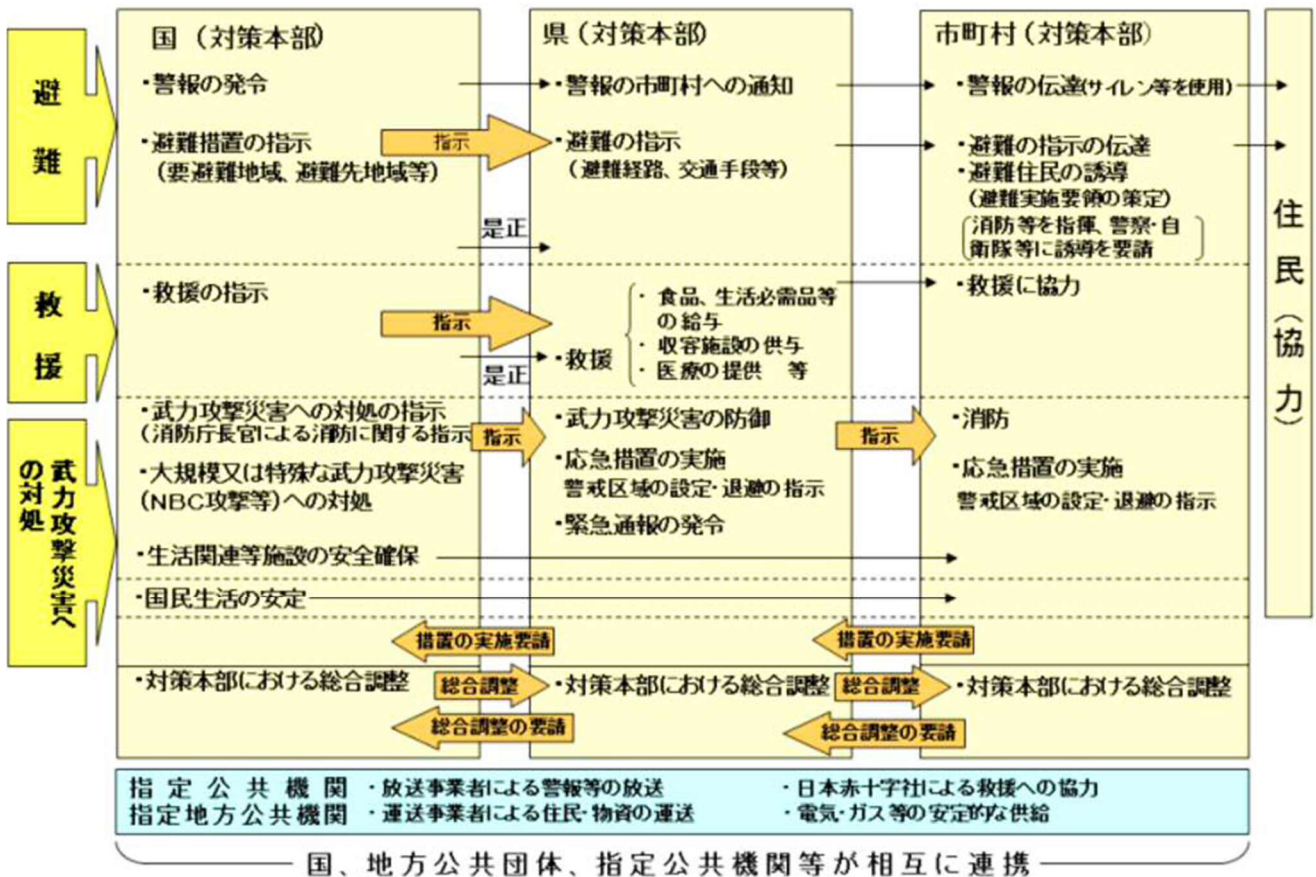 国（対策本部）
県（対策本部）
市町村（対策本部）
避難
・警報の発令
・警報の市町村への通知
・警報の伝達(サイレン等を使用)
・避難措置の指示
(要避難地域、避難先地域等)
指示
・避難の指示
(避難経路、交通手段等)
・避難の指示の伝達
・避難住民の誘導
(避難実施要領の策定)
消防等を指揮、警察・自
衛隊等に誘導を要請
是正
救援
・救援の指示
指示
是正
・救援
・食品、生活必需品等
の給与
・収容施設の供与
・医療の提供 等
・救援に協力
武力攻撃災害へ
の対処
・武力攻撃災害への対処の指示
(消防庁長官による消防に関する指示
指示
・武力攻撃災害の防御
指示
・消防
・大規模又は特殊な武力攻撃災害
(NBC攻撃等)への対処
・応急措置の実施
警戒区域の設定・退避の指示
・緊急通報の発令
・応急措置の実施
警戒区域の設定・退避の指示
・生活関連等施設の安全確保
・国民生活の安定
措置の実施要請
措置の実施要請
・対策本部における総合調整
総合調整
・対策本部における総合調整
総合調整
・対策本部における総合調整
総合調整の要請
総合調整の要請
住民（協力）
指定公共機関
指定地方公共機関
・放送事業者による警報等の放送
・運送事業者による住民・物資の運送
・日本赤十字社による救援への協力
・電気・ガス等の安定的な供給
国、地方公共団体、指定公共機関等が相互に連携